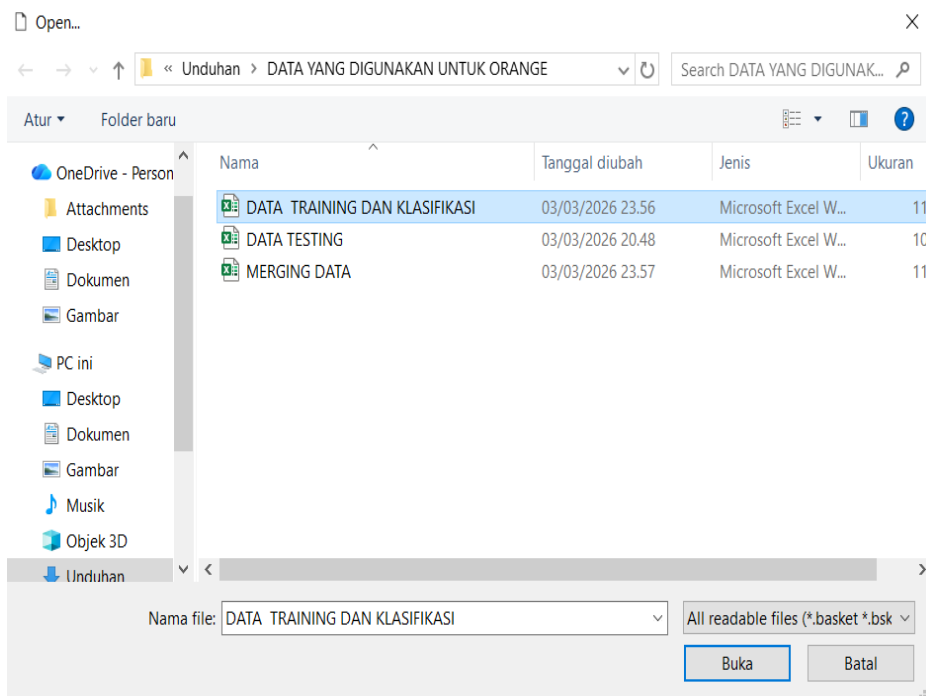 Open...
« Unduhan > DATA YANG DIGUNAKAN UNTUK ORANGE
Search DATA YANG DIGUNAK...
Atur
Folder baru
?
OneDrive - Person
Attachments
Desktop
Dokumen
Gambar
PC ini
Desktop
Dokumen
Gambar
Musik
Objek 3D
Unduhan
Nama Tanggal diubah Jenis Ukuran
DATA  TRAINING DAN KLASIFIKASI 03/03/2026 23.56 Microsoft Excel W... 11
DATA TESTING 03/03/2026 20.48 Microsoft Excel W... 10
MERGING DATA 03/03/2026 23.57 Microsoft Excel W... 11
Nama file: DATA  TRAINING DAN KLASIFIKASI All readable files (*.basket *.bsk
Buka Batal